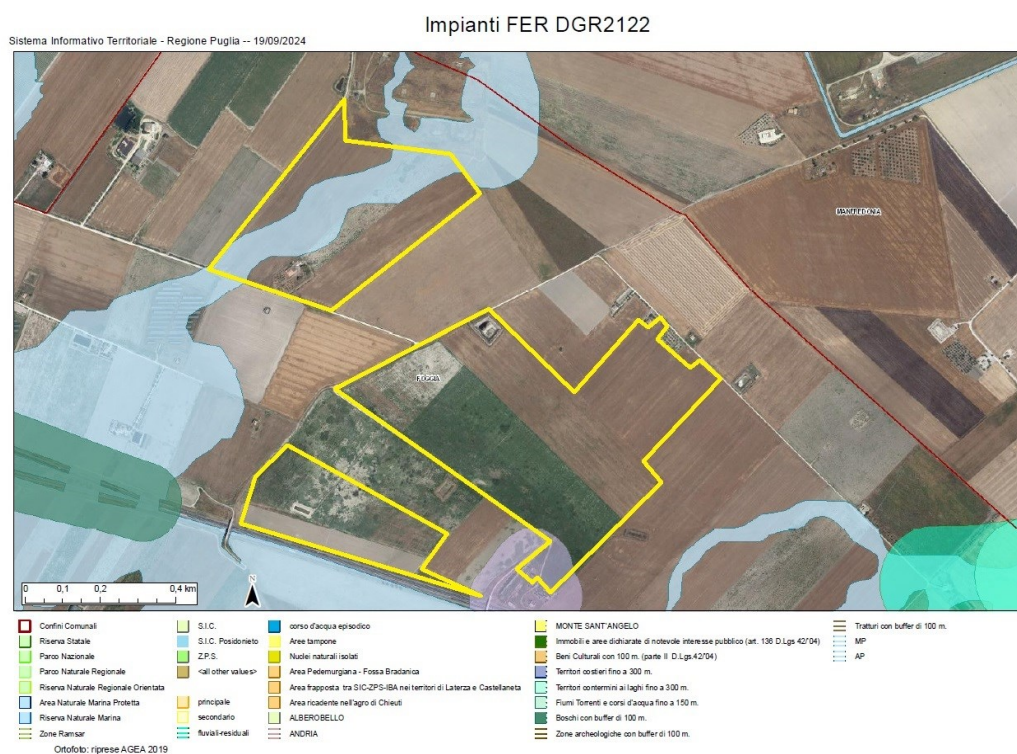 Impianti FER DGR2122
Sistema Informativo Territoriale - Regione Puglia -- 19/09/2024
MANFREDONIA
FOGGIA
0 0,1 0,2 0,4 km
N
Confini Comunali
Riserva Statale
Parco Nazionale
Parco Naturale Regionale
Riserva Naturale Regionale Orientata
Area Naturale Marina Protetta
Riserva Naturale Marina
Zone Ramsar
S.I.C.
S.I.C. Posidonieto
Z.P.S.
<all other values>
principale
secondario
fluviali-residuali
corso d'acqua episodico
Aree tampone
Nuclei naturali isolati
Area Pedemurgiana - Fossa Bradanica
Area frapposta tra SIC-ZPS-IBA nei territori di Laterza e Castellaneta
Area ricadente nell'agro di Chieuti
ALBEROBELLO
ANDRIA
MONTE SANT'ANGELO
Immobili e aree dichiarate di notevole interesse pubblico (art. 136 D.Lgs 42/'04)
Beni Culturali con 100 m. (parte II D.Lgs.42/'04)
Territori costieri fino a 300 m.
Territori contermini ai laghi fino a 300 m.
Fiumi Torrenti e corsi d'acqua fino a 150 m.
Boschi con buffer di 100 m.
Zone archeologiche con buffer di 100 m.
Tratturi con buffer di 100 m.
MP
AP
Ortofoto: riprese AGEA 2019